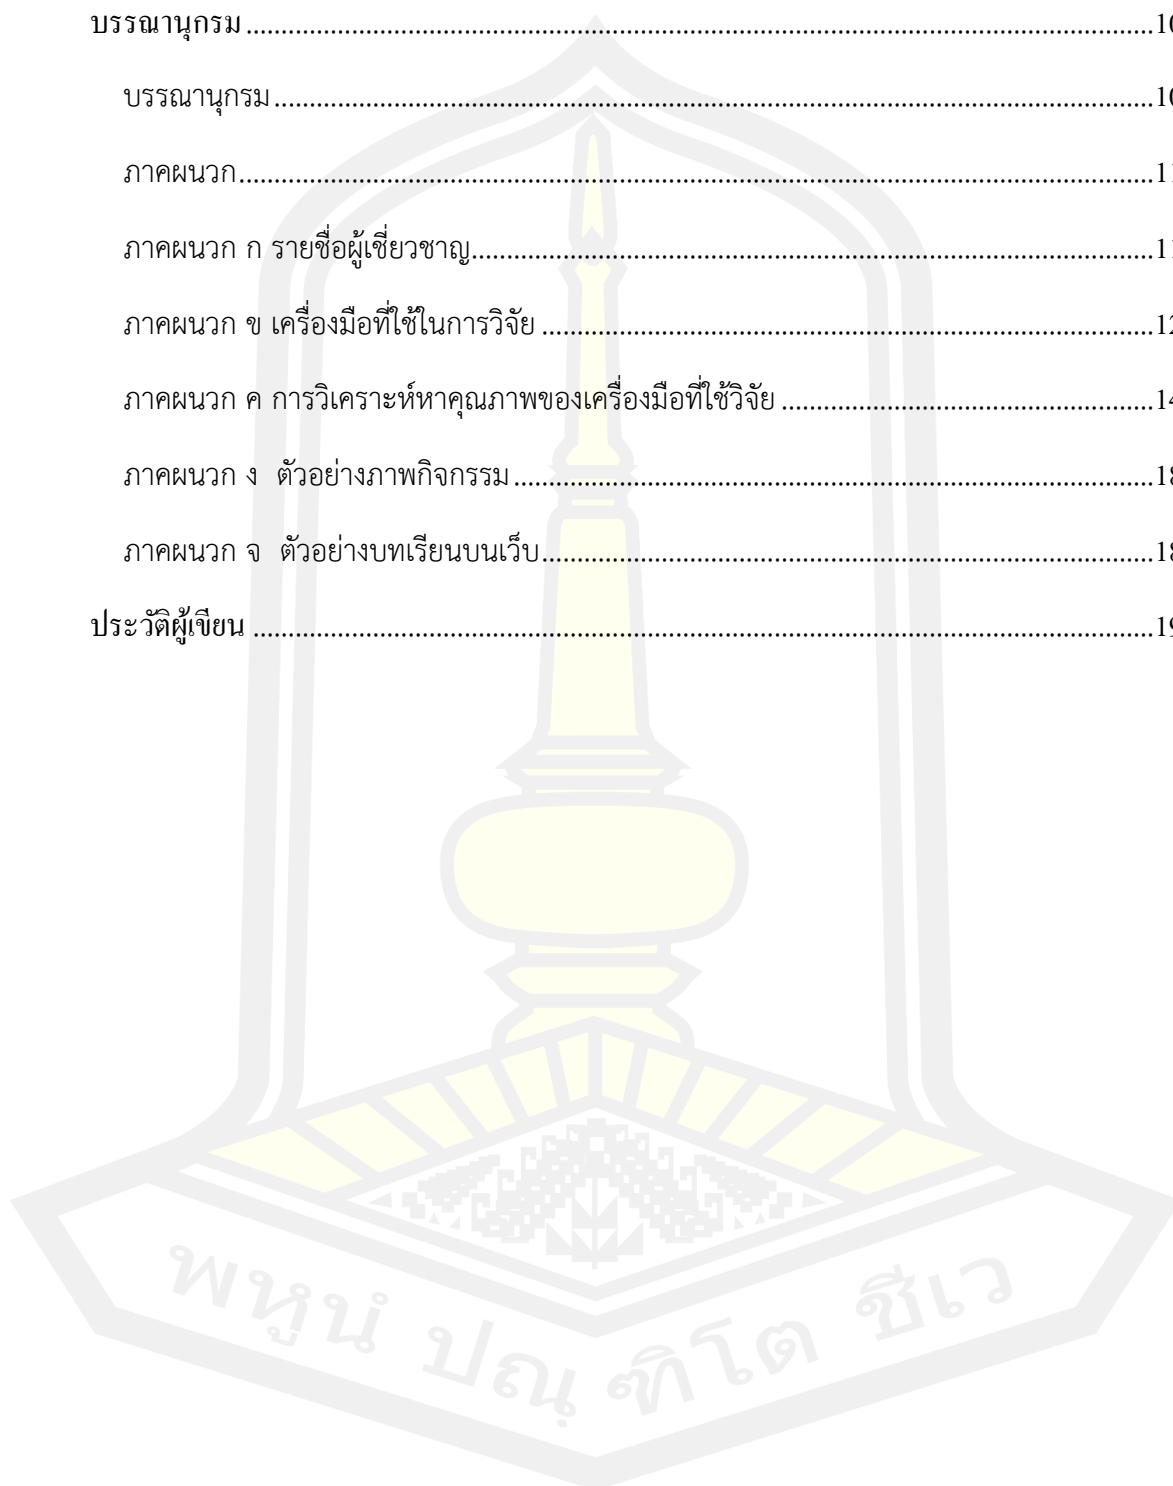 บรรณานุกรม ........ 10
บรรณานุกรม ........ 10
ภาคผนวก ........ 11
ภาคผนวก ก รายชื่อผู้เชี่ยวชาญ ........ 11
ภาคผนวก ข เครื่องมือที่ใช้ในการวิจัย ........ 12
ภาคผนวก ค การวิเคราะห์หาคุณภาพของเครื่องมือที่ใช้วิจัย ........ 14
ภาคผนวก ง ตัวอย่างภาพกิจกรรม ........ 18
ภาคผนวก จ ตัวอย่างบทเรียนบนเว็บ ........ 18
ประวัติผู้เขียน ........ 19
พหูนํ ปณฺฑิโต ชีเว